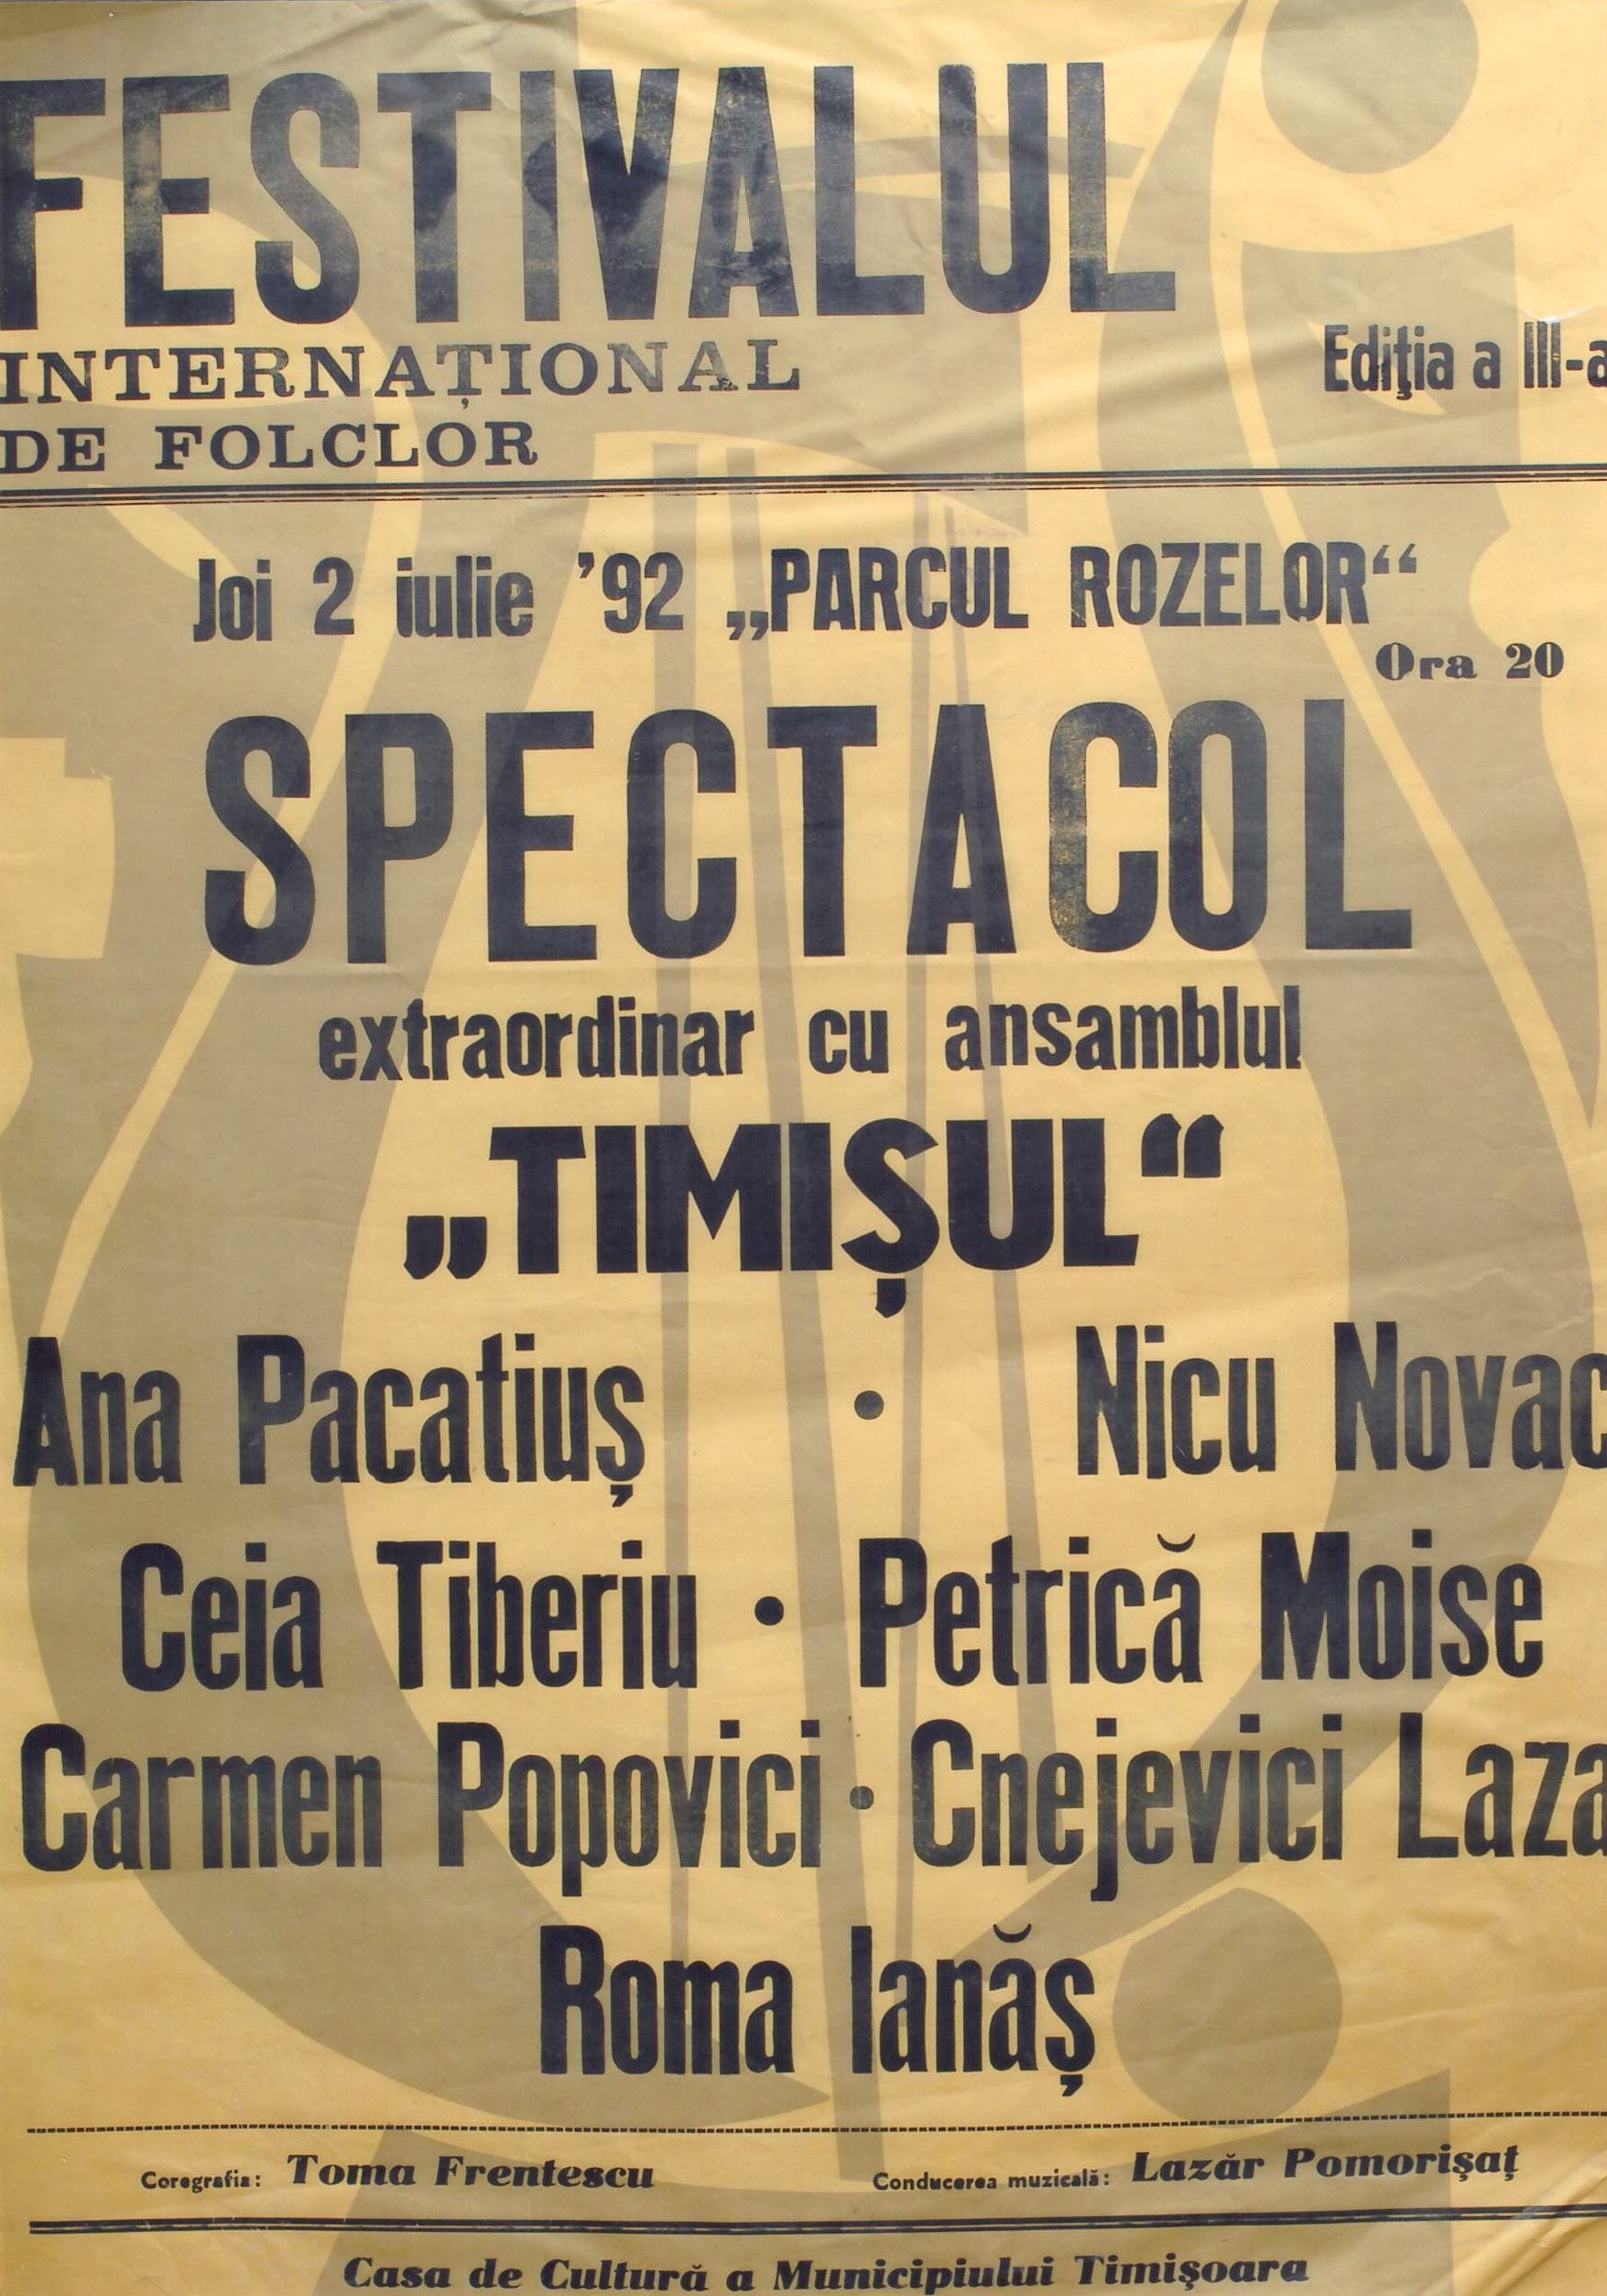 FESTIVALUL
INTERNAȚIONAL
DE FOLCLOR
Ediția a III-a
Joi 2 iulie '92 „PARCUL ROZELOR“
Ora 20
SPECTACOL
extraordinar cu ansamblul
„TIMIȘUL“
Ana Pacatiuș • Nicu Novac
Ceia Tiberiu • Petrică Moise
Carmen Popovici • Cnejevici Laza
Roma Ianăș
Coregrafia: Toma Frentescu Conducerea muzicală: Lazăr Pomorișaț
Casa de Cultură a Municipiului Timișoara